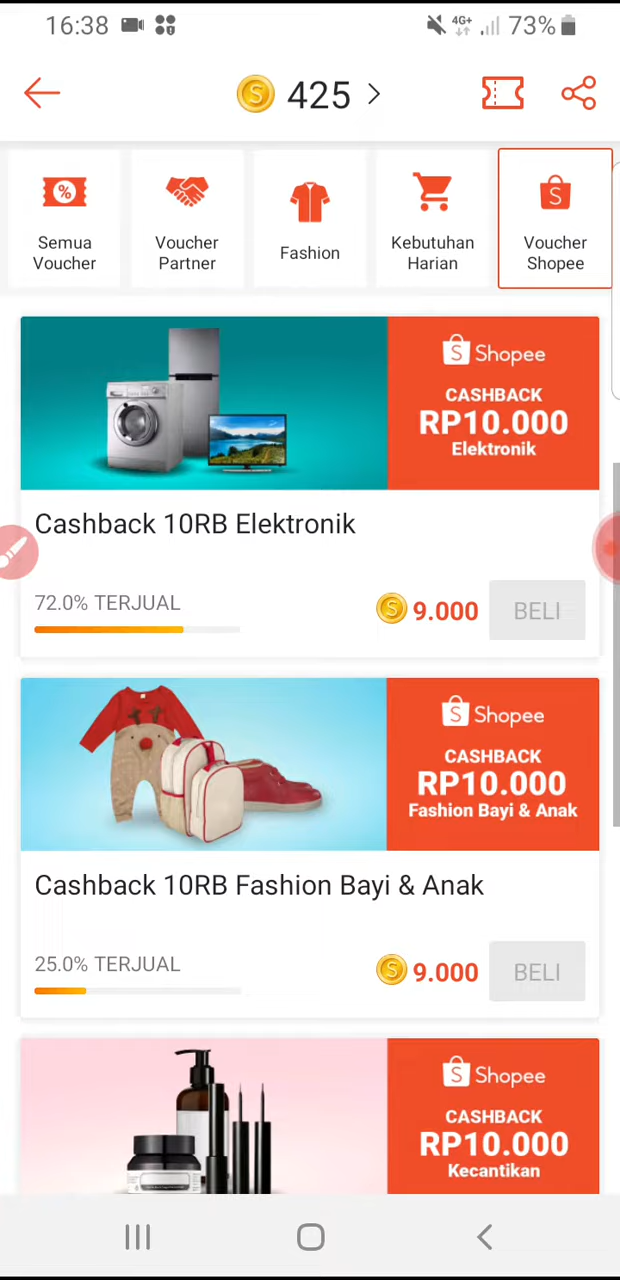 16:38
4G+
73%
S 425
%
Semua
Voucher
Voucher
Partner
Fashion
Kebutuhan
Harian
S
Voucher
Shopee
S Shopee
CASHBACK
RP10.000
Elektronik
Cashback 10RB Elektronik
72.0% TERJUAL
S 9.000
BELI
S Shopee
CASHBACK
RP10.000
Fashion Bayi & Anak
Cashback 10RB Fashion Bayi & Anak
25.0% TERJUAL
S 9.000
BELI
S Shopee
CASHBACK
RP10.000
Kecantikan